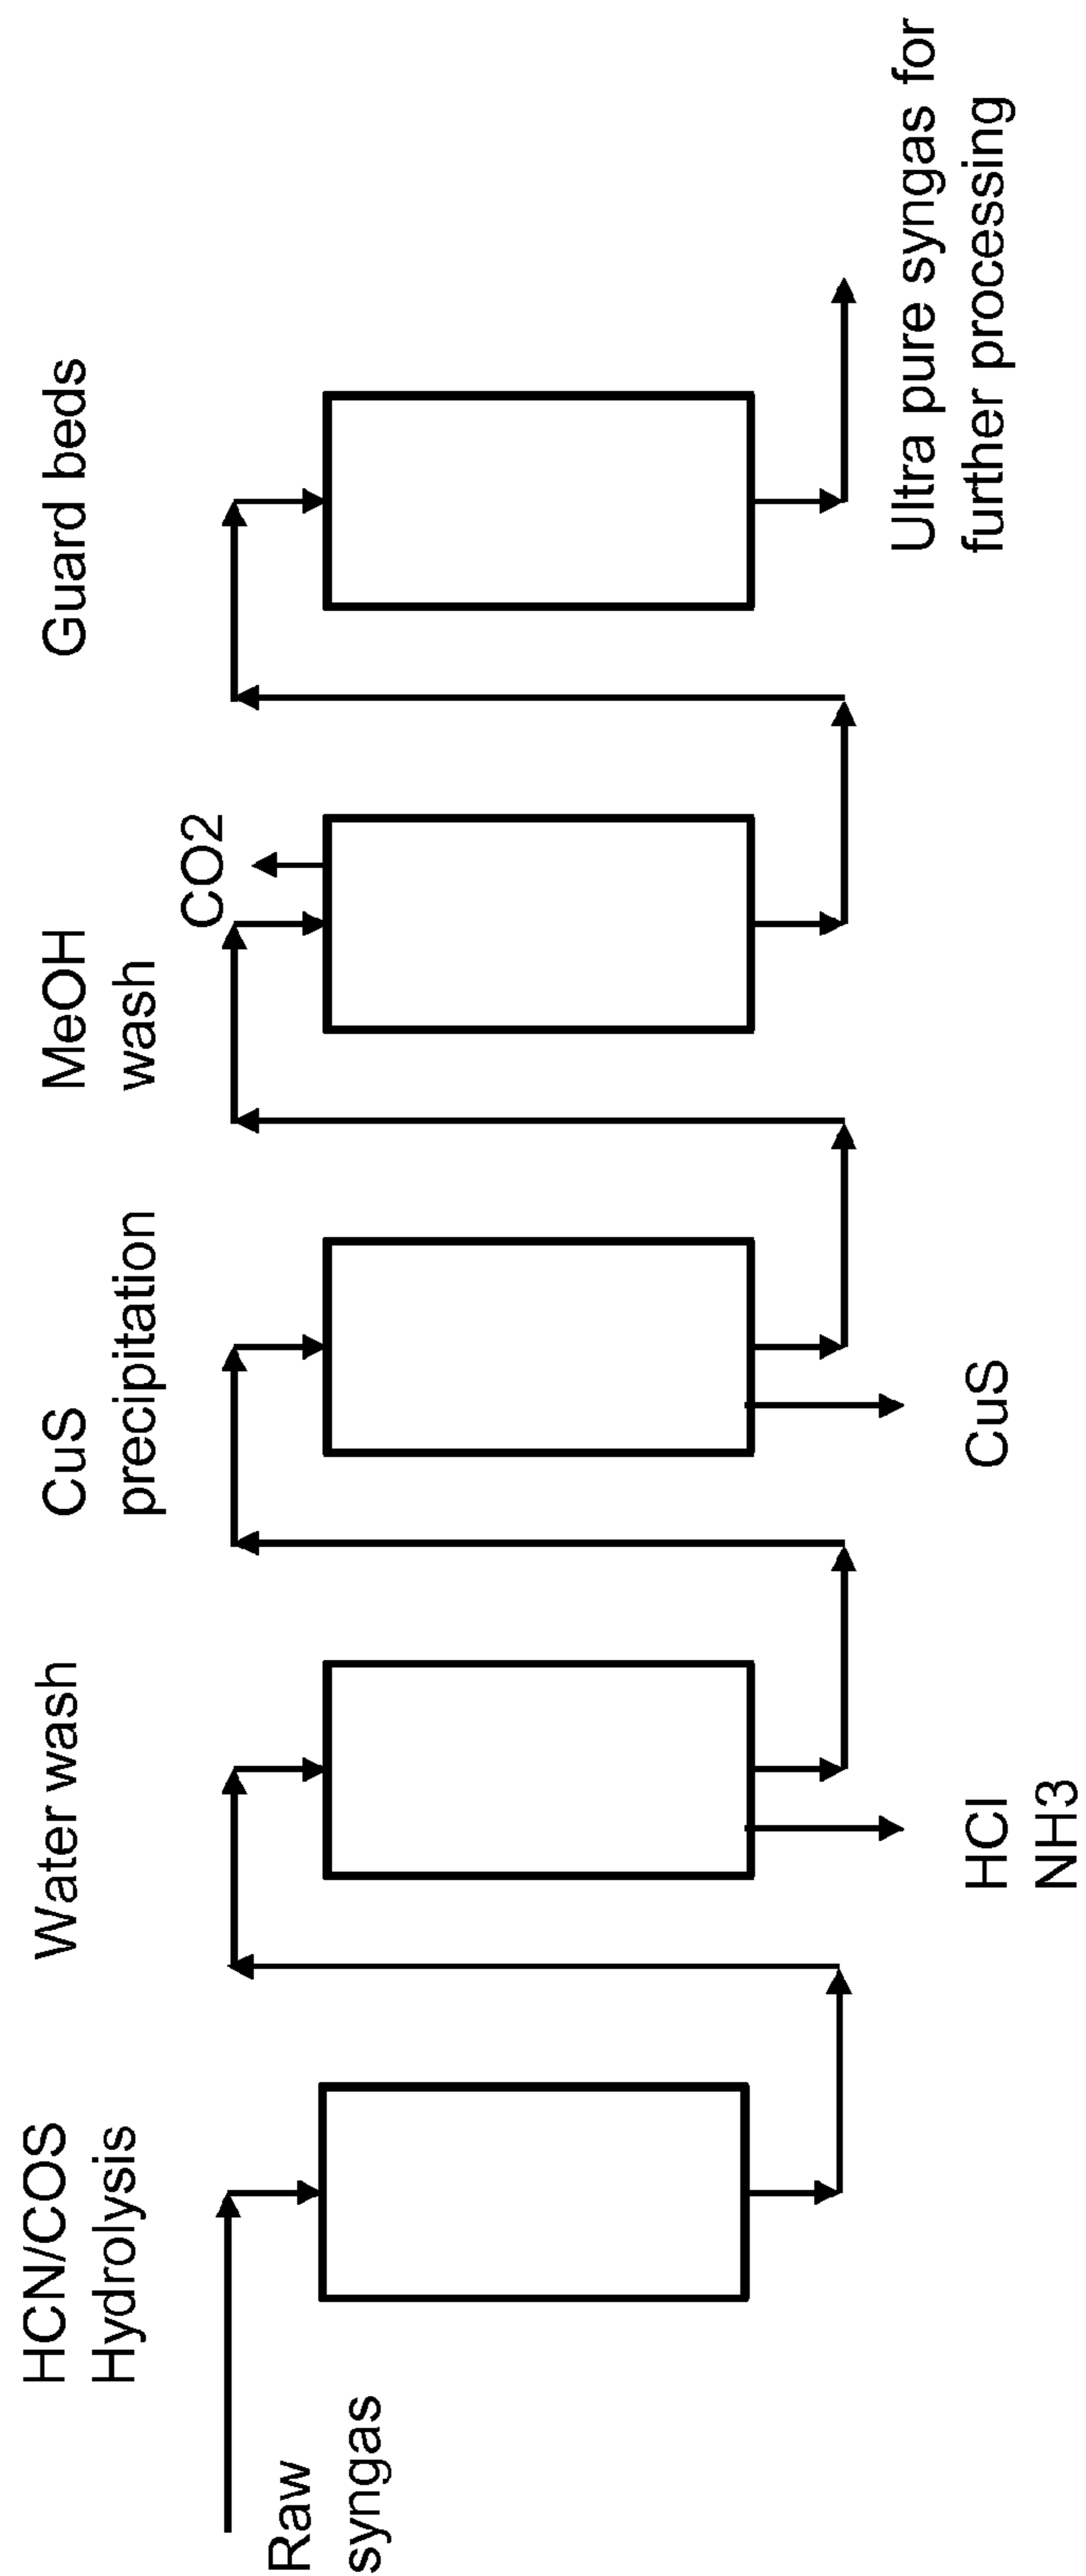 HCN/COS
Hydrolysis
Water wash
CuS
precipitation
MeOH
wash
CO2
Guard beds
Raw
syngas
HCl
NH3
CuS
Ultra pure syngas for
further processing